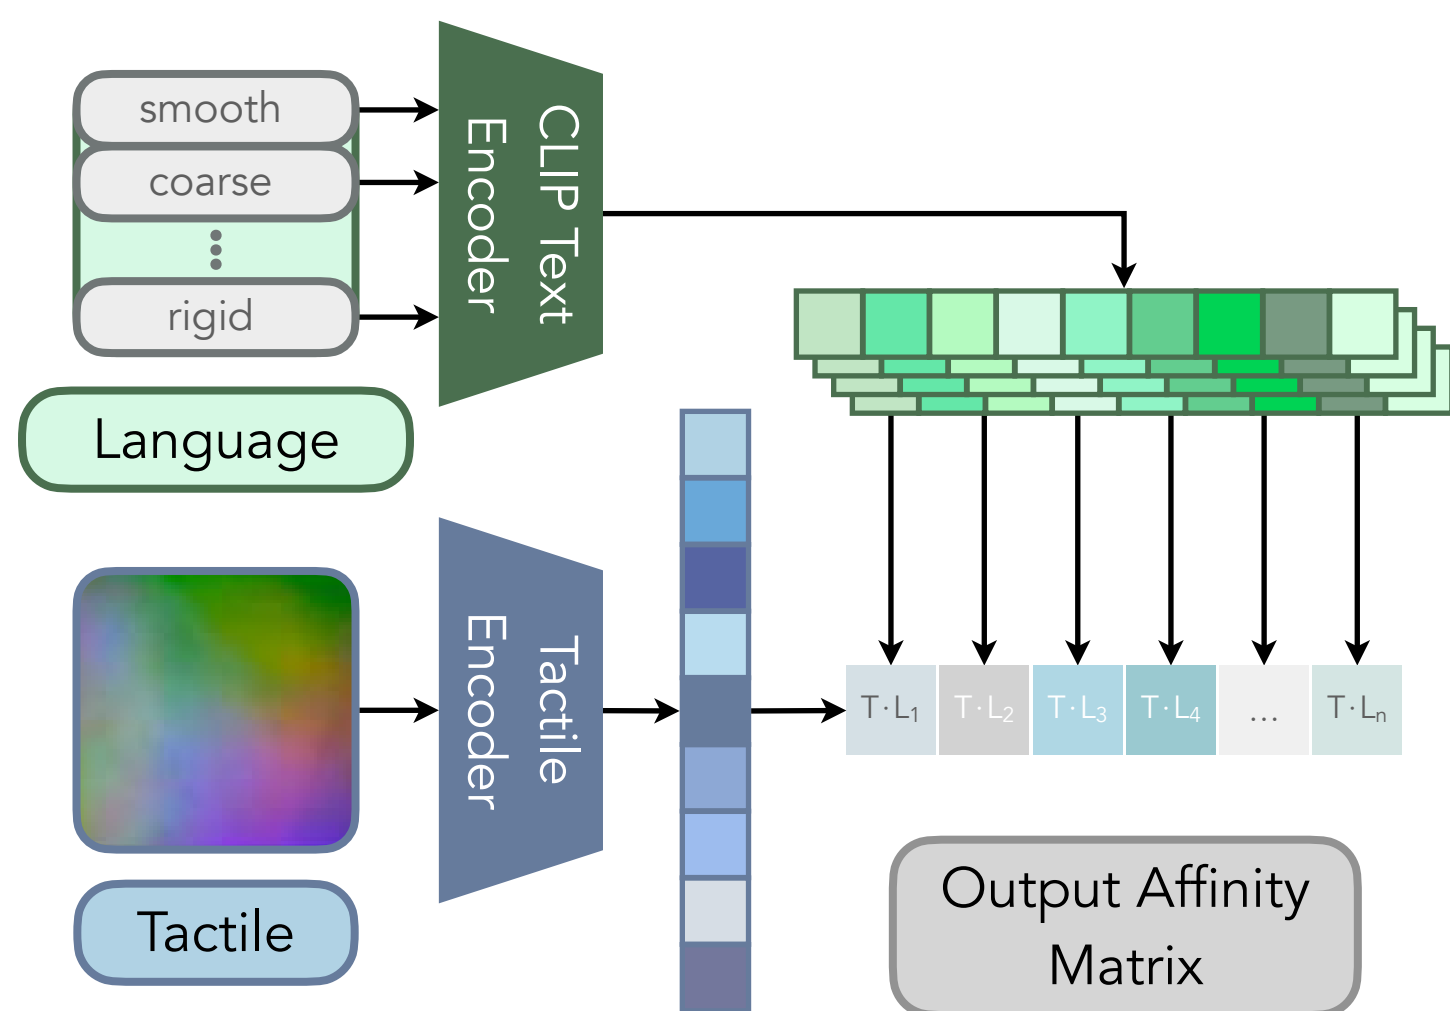 smooth
coarse
rigid
Language
CLIP Text
Encoder
Tactile
Encoder
Tactile
T·L₁
T·L₂
T·L₃
T·L₄
...
T·Lₙ
Output Affinity
Matrix